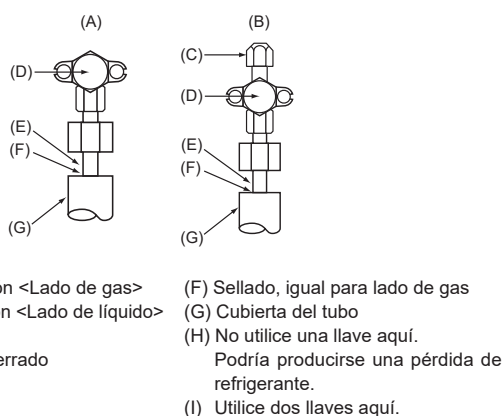 (A)
(B)
(C)
(D)
(D)
(E)
(F)
(E)
(F)
(G)
(G)
<Lado de gas>
<Lado de líquido>
(F) Sellado, igual para lado de gas
(G) Cubierta del tubo
(H) No utilice una llave aquí.
Podría producirse una pérdida de
refrigerante.
(I) Utilice dos llaves aquí.